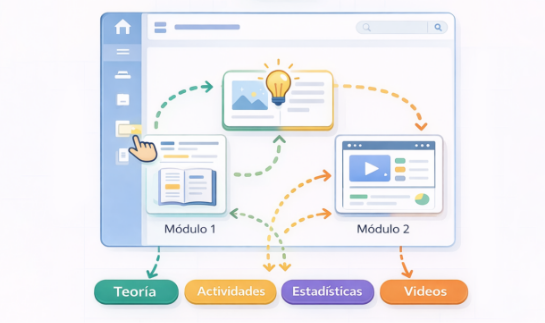 Módulo 1
Módulo 2
Teoría
Actividades
Estadísticas
Videos